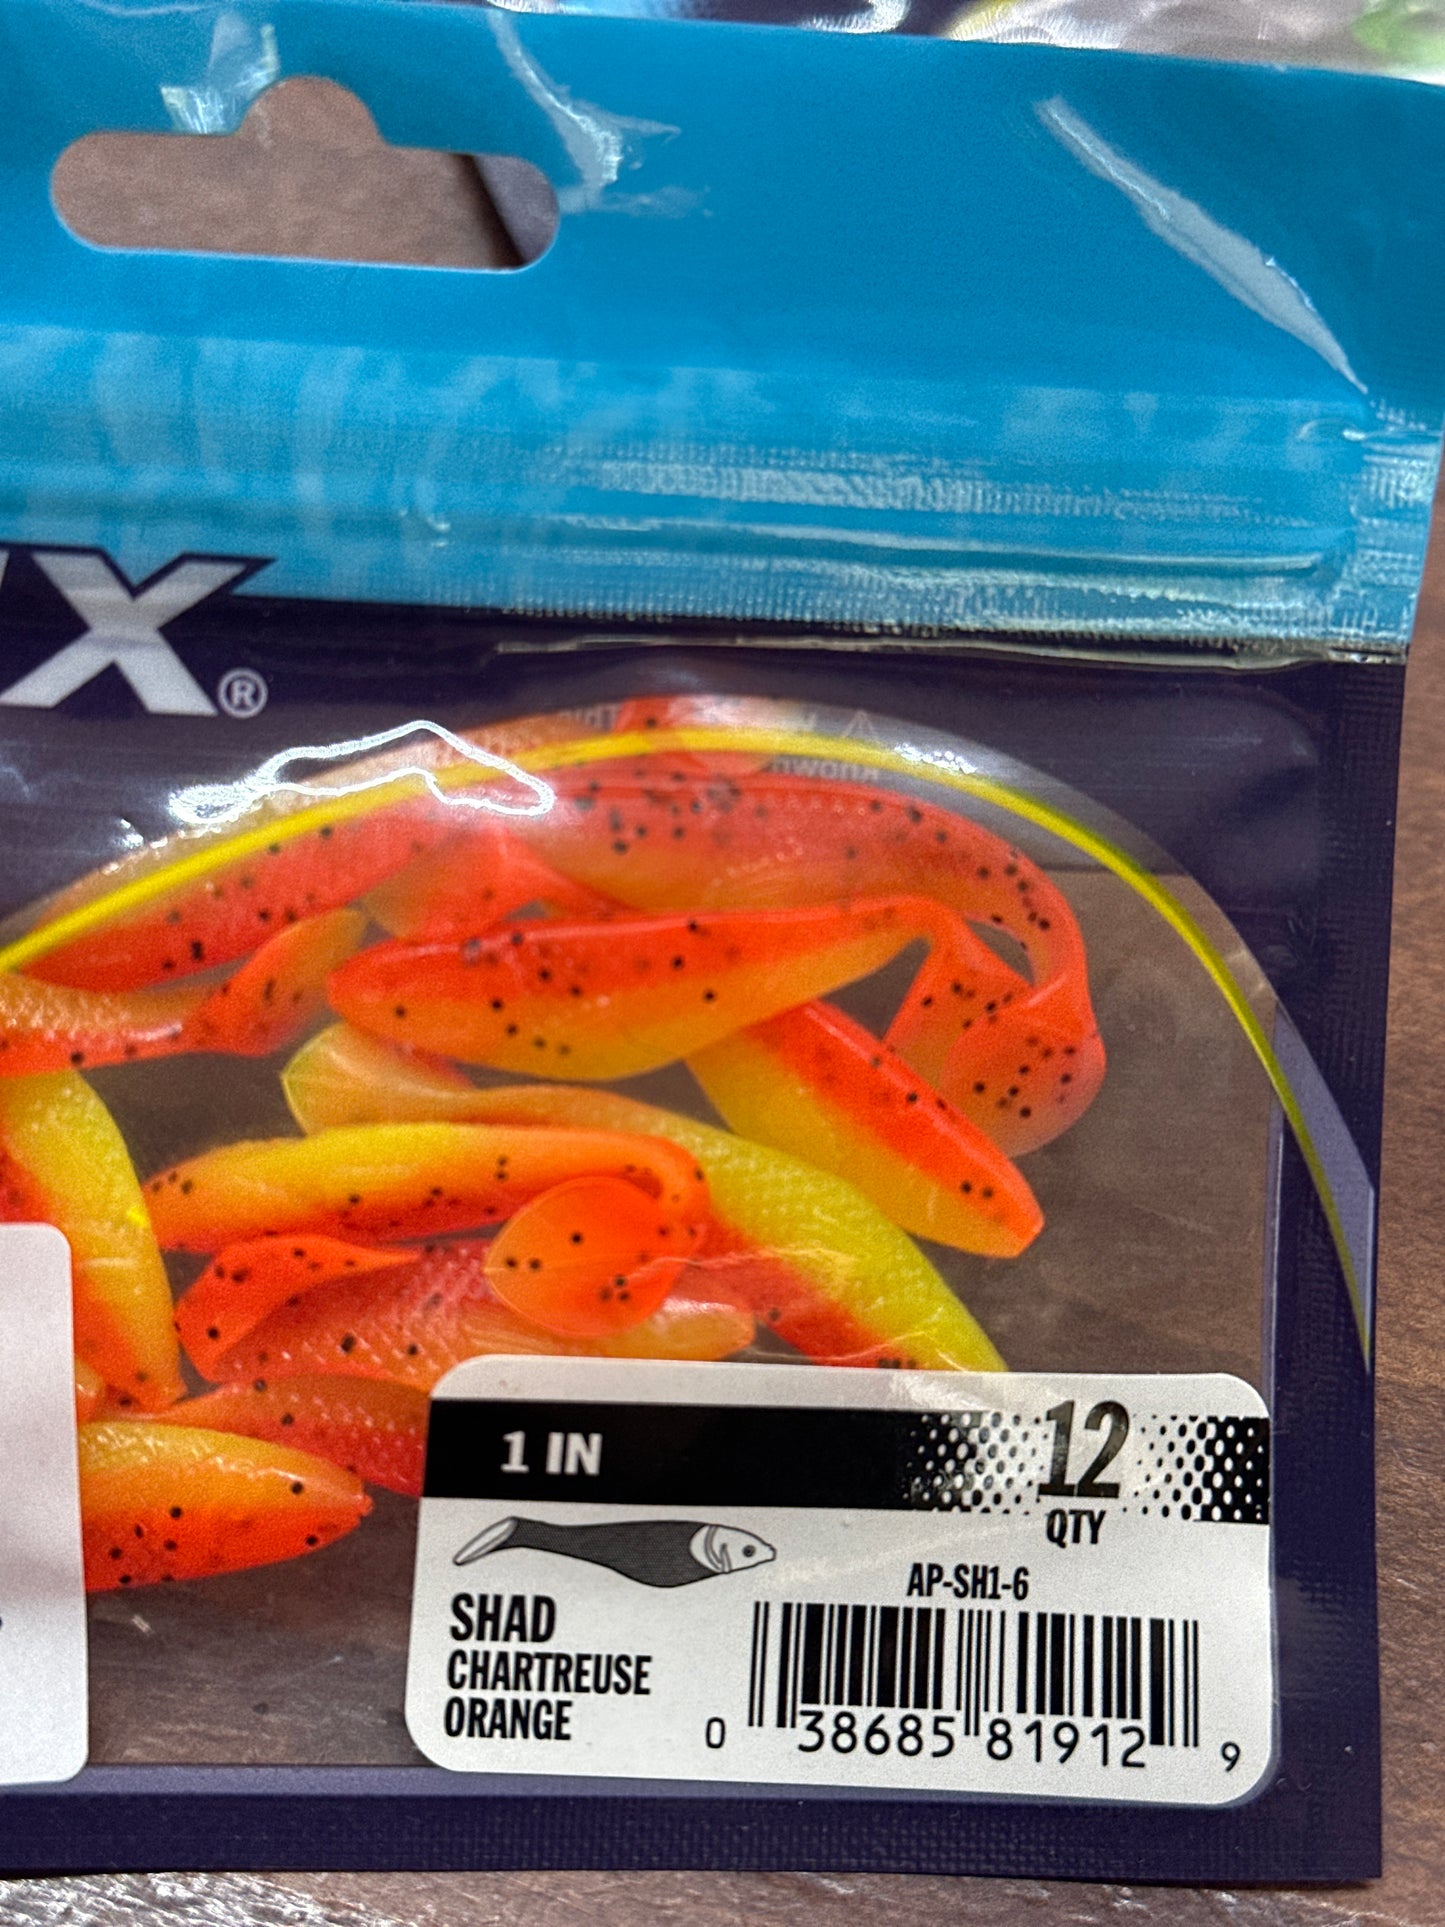 X®
1 IN
12
QTY
AP-SH1-6
SHAD
CHARTREUSE
ORANGE
0 38685 81912 9